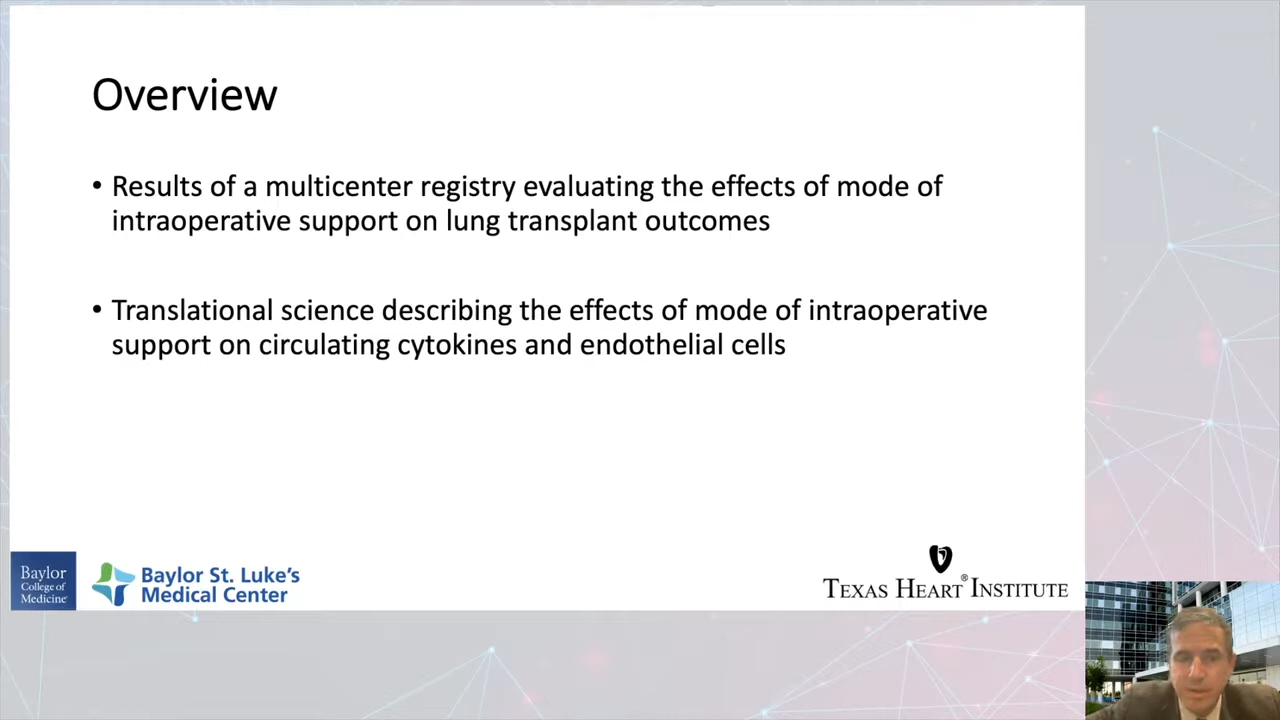 Overview
• Results of a multicenter registry evaluating the effects of mode of
intraoperative support on lung transplant outcomes
• Translational science describing the effects of mode of intraoperative
support on circulating cytokines and endothelial cells
Baylor
College of
Medicine
Baylor St. Luke's
Medical Center
TEXAS HEART® INSTITUTE